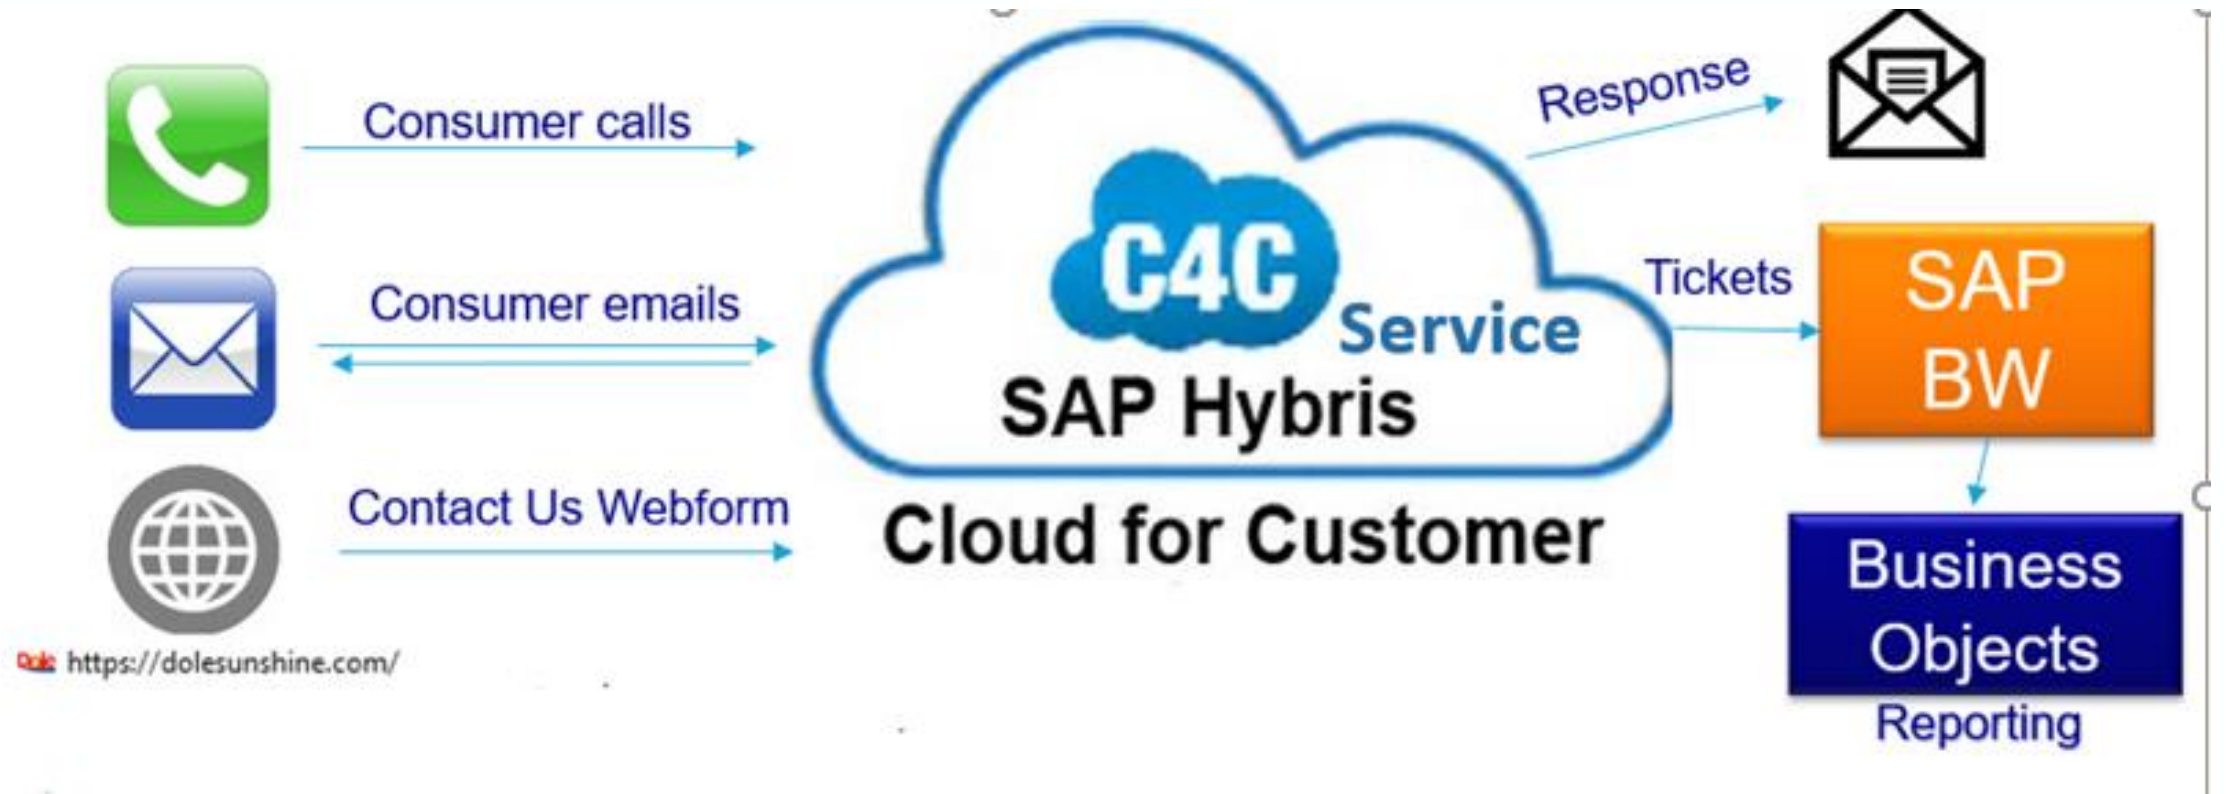 Consumer calls
Response
C4C
Service
Consumer emails
Tickets
SAP
BW
SAP Hybris
Contact Us Webform
Cloud for Customer
Business
Objects
Dole https://dolesunshine.com/
Reporting